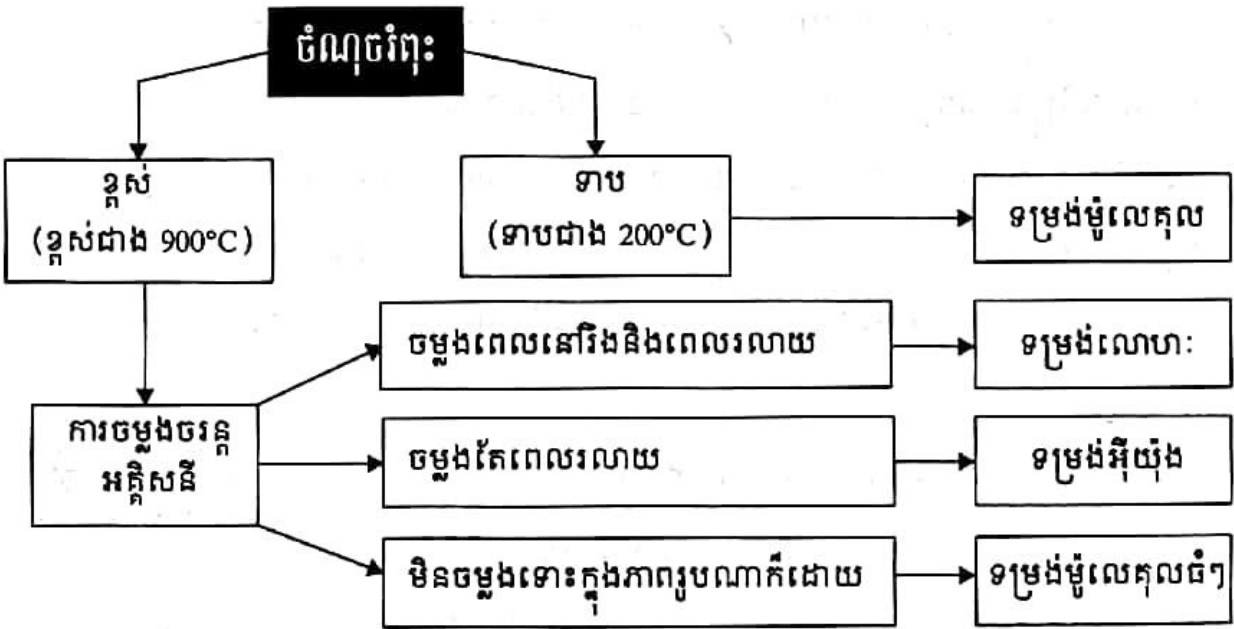 ចំណុចរំពុះ
ខ្ពស់
(ខ្ពស់ជាង 900°C)
ទាប
(ទាបជាង 200°C)
ទម្រង់ម៉ូលេគុល
ការចម្លងចរន្ត
អគ្គិសនី
ចម្លងពេលនៅរឹងនិងពេលរលាយ
ទម្រង់លោហៈ
ចម្លងតែពេលរលាយ
ទម្រង់អ៊ីយ៉ុង
មិនចម្លងទោះក្នុងភាពរូបណាក៏ដោយ
ទម្រង់ម៉ូលេគុលធំៗ